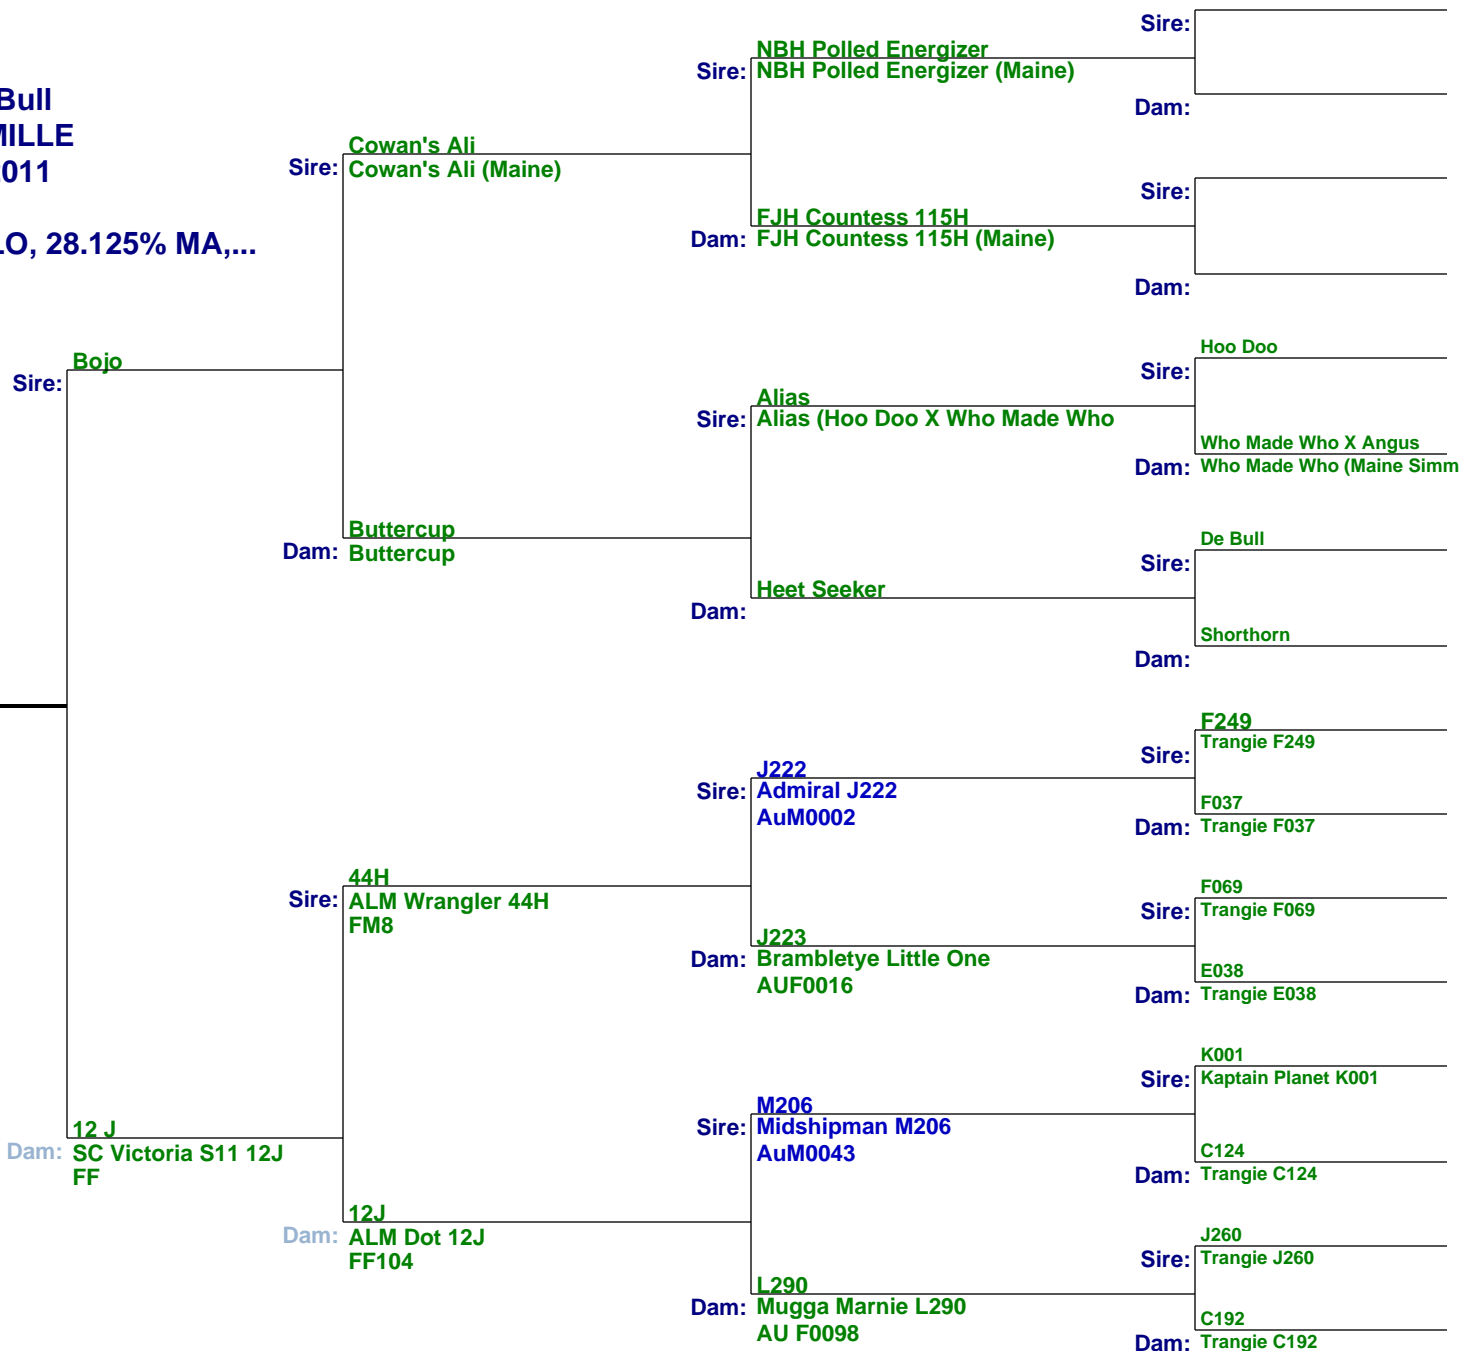 Bull
MILLE
2011
LO, 28.125% MA,...
Sire:
Bojo
Dam:
12 J
SC Victoria S11 12J
FF
Sire:
Cowan's Ali
Cowan's Ali (Maine)
Dam:
Buttercup
Buttercup
Sire:
44H
ALM Wrangler 44H
FM8
Dam:
12J
ALM Dot 12J
FF104
Sire:
NBH Polled Energizer
NBH Polled Energizer (Maine)
Dam:
FJH Countess 115H
FJH Countess 115H (Maine)
Sire:
Alias
Alias (Hoo Doo X Who Made Who
Dam:
Heet Seeker
Sire:
J222
Admiral J222
AuM0002
Dam:
J223
Brambletye Little One
AUF0016
Sire:
M206
Midshipman M206
AuM0043
Dam:
L290
Mugga Marnie L290
AU F0098
Sire:
Dam:
Sire:
Dam:
Sire:
Hoo Doo
Dam:
Who Made Who X Angus
Who Made Who (Maine Simm
Sire:
De Bull
Dam:
Shorthorn
Sire:
F249
Trangie F249
Dam:
F037
Trangie F037
Sire:
F069
Trangie F069
Dam:
E038
Trangie E038
Sire:
K001
Kaptain Planet K001
Dam:
C124
Trangie C124
Sire:
J260
Trangie J260
Dam:
C192
Trangie C192